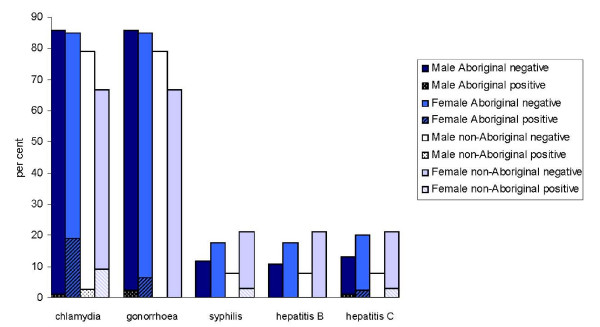 90
80
70
60
50
40
30
20
10
0
per cent
chlamydia
gonorrhoea
syphilis
hepatitis B
hepatitis C
Male Aboriginal negative
Male Aboriginal positive
Female Aboriginal negative
Female Aboriginal positive
Male non-Aboriginal negative
Male non-Aboriginal positive
Female non-Aboriginal negative
Female non-Aboriginal positive